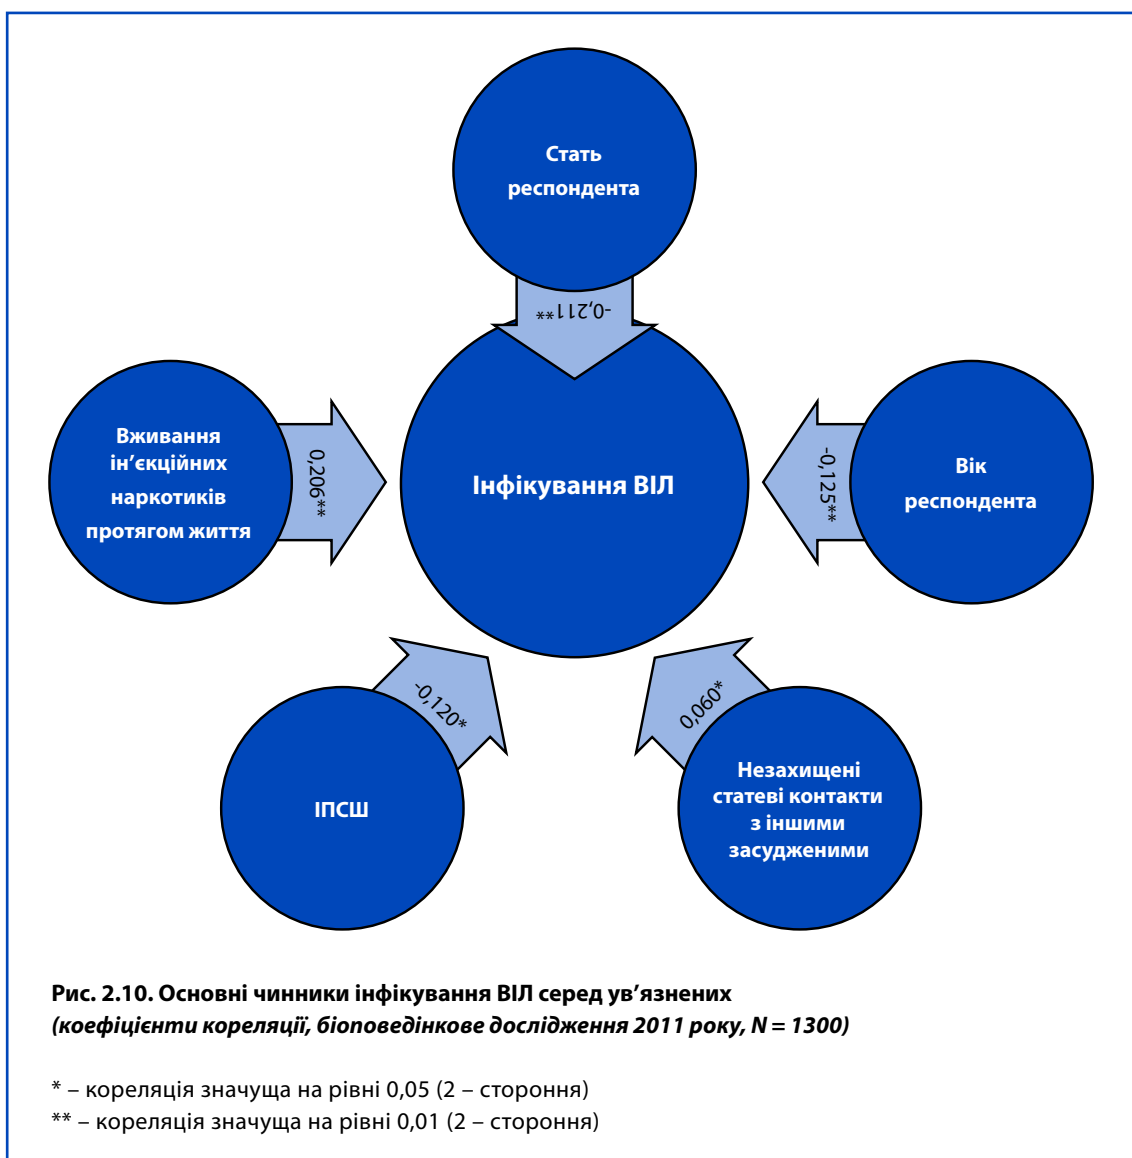 Стать
респондента
-0,211**
Вживання
ін’єкційних
наркотиків
протягом життя
0,206**
Інфікування ВІЛ
-0,125**
Вік
респондента
-0,120*
ІПСШ
0,060*
Незахищені
статеві контакти
з іншими
засудженими
Рис. 2.10. Основні чинники інфікування ВІЛ серед ув’язнених
(коефіцієнти кореляції, біоповедінкове дослідження 2011 року, N = 1300)
* – кореляція значуща на рівні 0,05 (2 – стороння)
** – кореляція значуща на рівні 0,01 (2 – стороння)